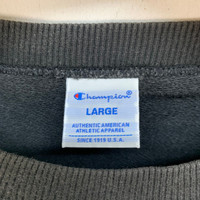 Champion
LARGE
AUTHENTIC AMERICAN
ATHLETIC APPAREL
SINCE 1919 U.S.A.